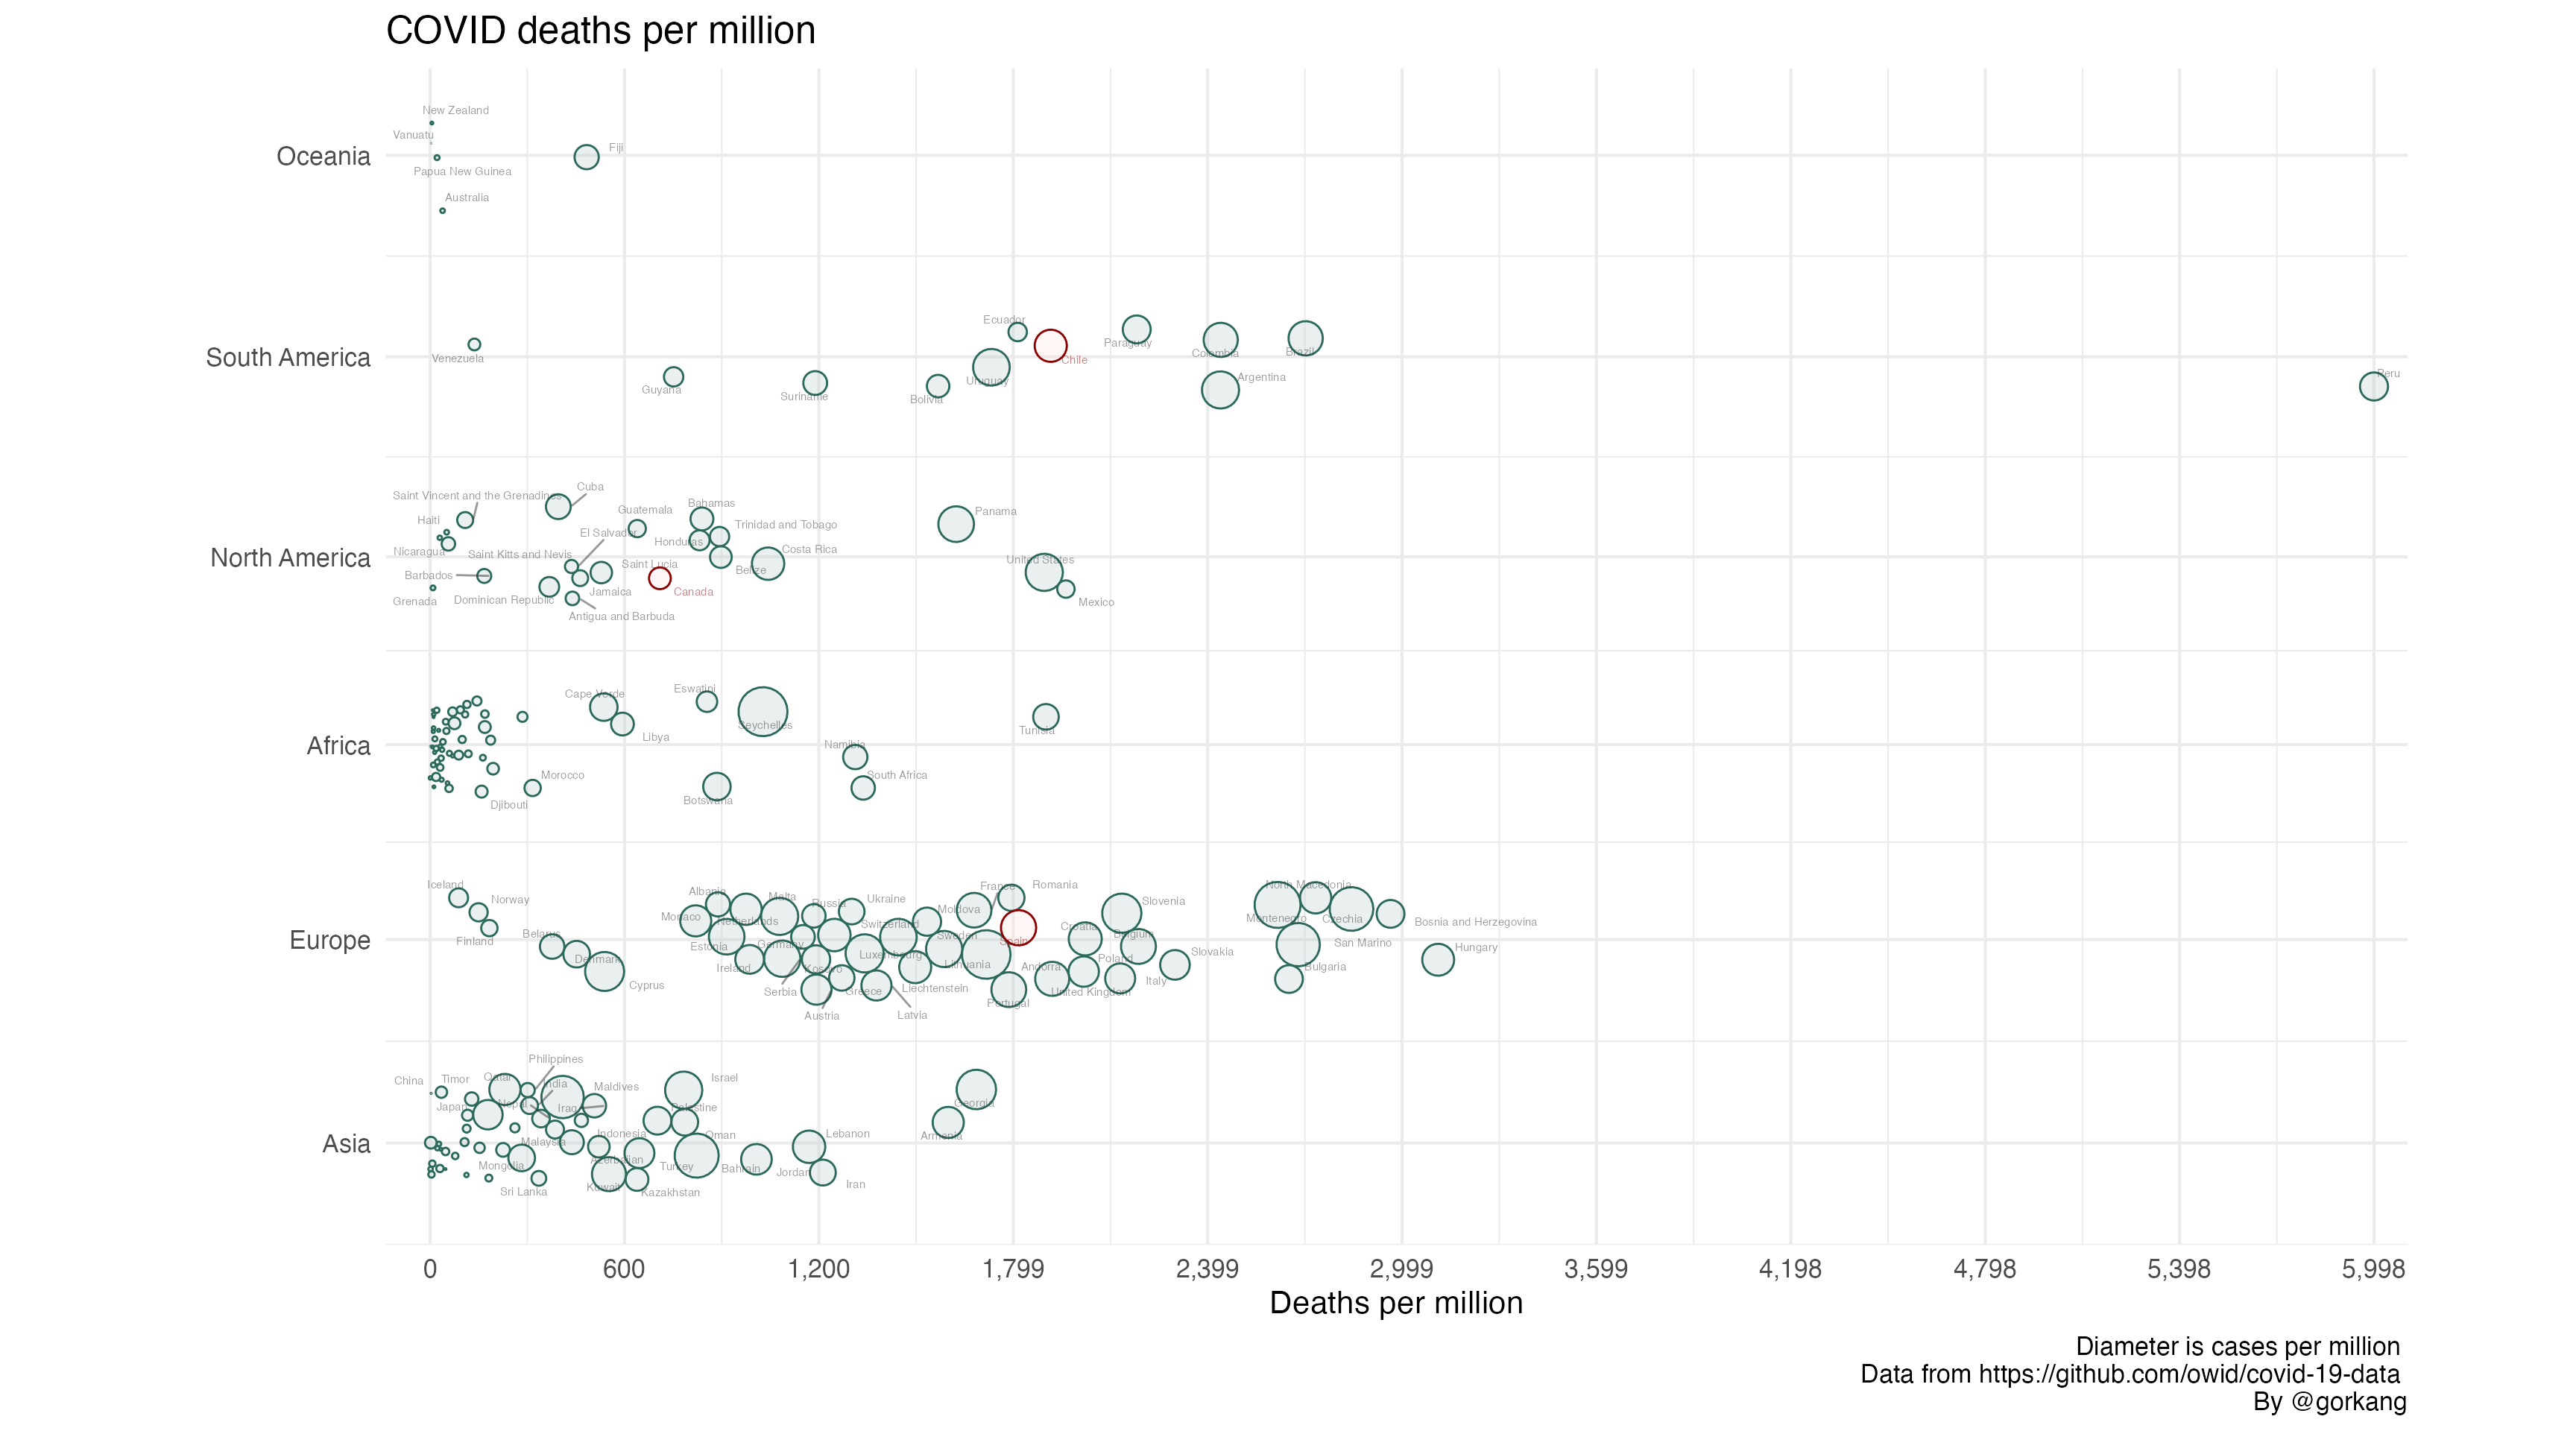 COVID deaths per million
New Zealand
Vanuatu
Fiji
Oceania
Papua New Guinea
Australia
Ecuador
Paraguay
Colombia
Brazil
Chile
Venezuela
South America
Peru
Argentina
Uruguay
Guyana
Suriname
Bolivia
Cuba
Saint Vincent and the Grenadines
Bahamas
Guatemala
Panama
Haiti
Trinidad and Tobago
El Salvador
Honduras
Nicaragua
Saint Kitts and Nevis
Costa Rica
North America
United States
Saint Lucia
Belize
Barbados
Jamaica
Canada
Grenada
Dominican Republic
Mexico
Antigua and Barbuda
Eswatini
Cape Verde
Seychelles
Tunisia
Libya
Namibia
Africa
Morocco
South Africa
Botswana
Djibouti
Iceland
France
Romania
North Macedonia
Albania
Malta
Ukraine
Norway
Slovenia
Russia
Moldova
Monaco
Netherlands
Montenegro
Czechia
Bosnia and Herzegovina
Switzerland
Croatia
Belgium
Belarus
Sweden
Europe
Finland
Estonia
Germany
Spain
San Marino
Hungary
Denmark
Luxembourg
Poland
Slovakia
Ireland
Kosovo
Lithuania
Andorra
Bulgaria
Cyprus
Serbia
Greece
Liechtenstein
United Kingdom
Italy
Portugal
Austria
Latvia
Philippines
China
Timor
Qatar
India
Maldives
Israel
Japan
Nepal
Iraq
Palestine
Georgia
Indonesia
Oman
Lebanon
Armenia
Asia
Malaysia
Azerbaijan
Mongolia
Turkey
Bahrain
Jordan
Iran
Sri Lanka
Kuwait
Kazakhstan
0 600 1,200 1,799 2,399 2,999 3,599 4,198 4,798 5,398 5,998
Deaths per million
Diameter is cases per million
Data from https://github.com/owid/covid-19-data
By @gorkang